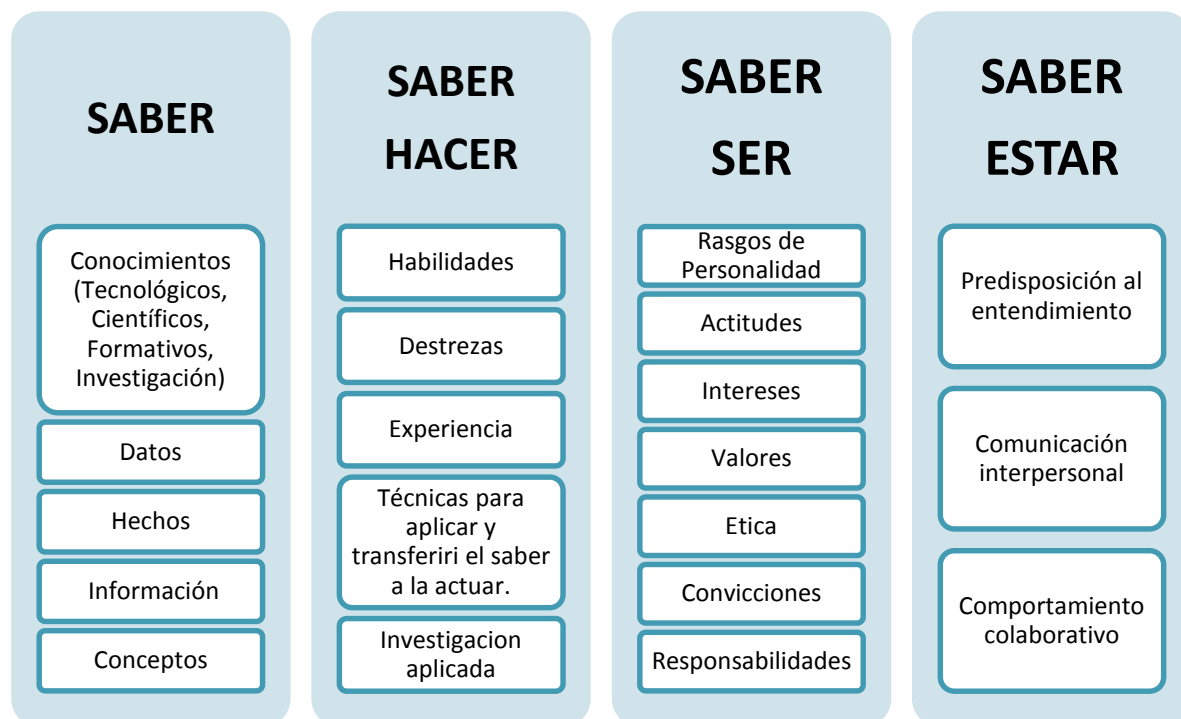 SABER
Conocimientos
(Tecnológicos,
Científicos,
Formativos,
Investigación)
Datos
Hechos
Información
Conceptos
SABER
HACER
Habilidades
Destrezas
Experiencia
Técnicas para
aplicar y
transferiri el saber
a la actuar.
Investigacion
aplicada
SABER
SER
Rasgos de
Personalidad
Actitudes
Intereses
Valores
Etica
Convicciones
Responsabilidades
SABER
ESTAR
Predisposición al
entendimiento
Comunicación
interpersonal
Comportamiento
colaborativo